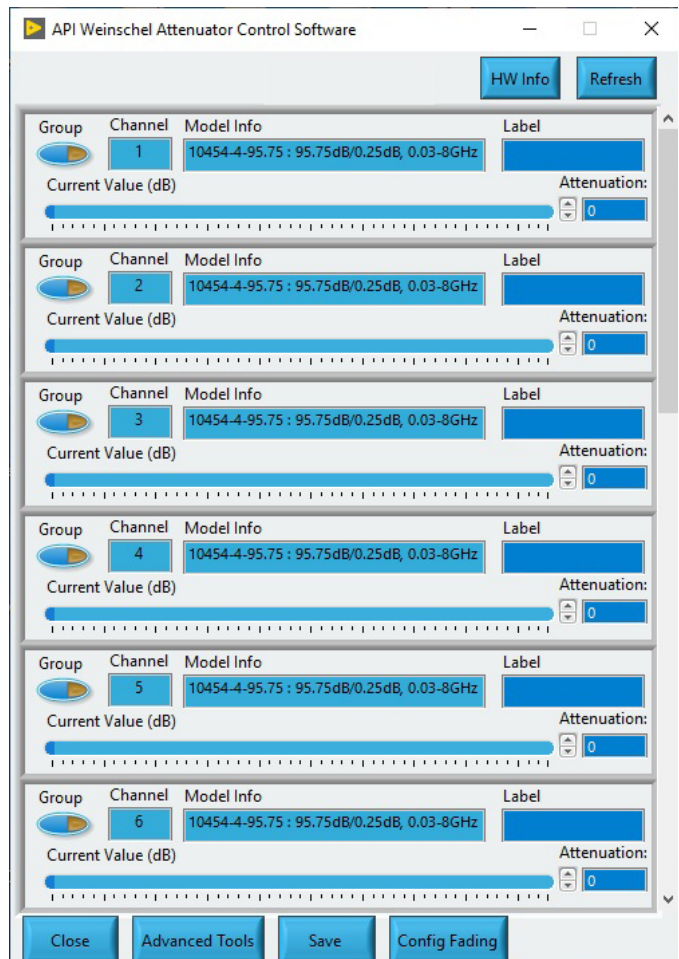 API Weinschel Attenuator Control Software
HW Info Refresh
Group Channel Model Info Label
1 10454-4-95.75 : 95.75dB/0.25dB, 0.03-8GHz
Current Value (dB) Attenuation:
0
Group Channel Model Info Label
2 10454-4-95.75 : 95.75dB/0.25dB, 0.03-8GHz
Current Value (dB) Attenuation:
0
Group Channel Model Info Label
3 10454-4-95.75 : 95.75dB/0.25dB, 0.03-8GHz
Current Value (dB) Attenuation:
0
Group Channel Model Info Label
4 10454-4-95.75 : 95.75dB/0.25dB, 0.03-8GHz
Current Value (dB) Attenuation:
0
Group Channel Model Info Label
5 10454-4-95.75 : 95.75dB/0.25dB, 0.03-8GHz
Current Value (dB) Attenuation:
0
Group Channel Model Info Label
6 10454-4-95.75 : 95.75dB/0.25dB, 0.03-8GHz
Current Value (dB) Attenuation:
0
Close Advanced Tools Save Config Fading